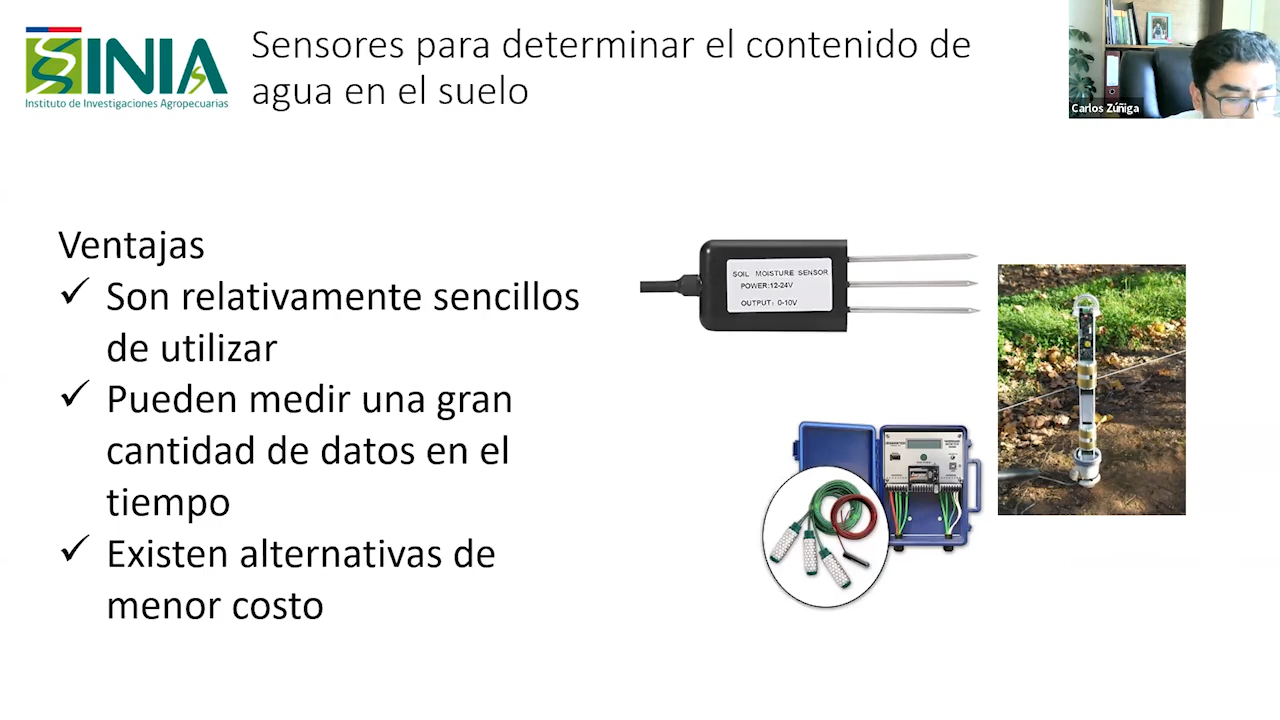 INIA
Instituto de Investigaciones Agropecuarias
Sensores para determinar el contenido de
agua en el suelo
Carlos Zúñiga
Ventajas
✓ Son relativamente sencillos
de utilizar
✓ Pueden medir una gran
cantidad de datos en el
tiempo
✓ Existen alternativas de
menor costo
SOIL MOISTURE SENSOR
POWER:12-24V
OUTPUT: 0-10V